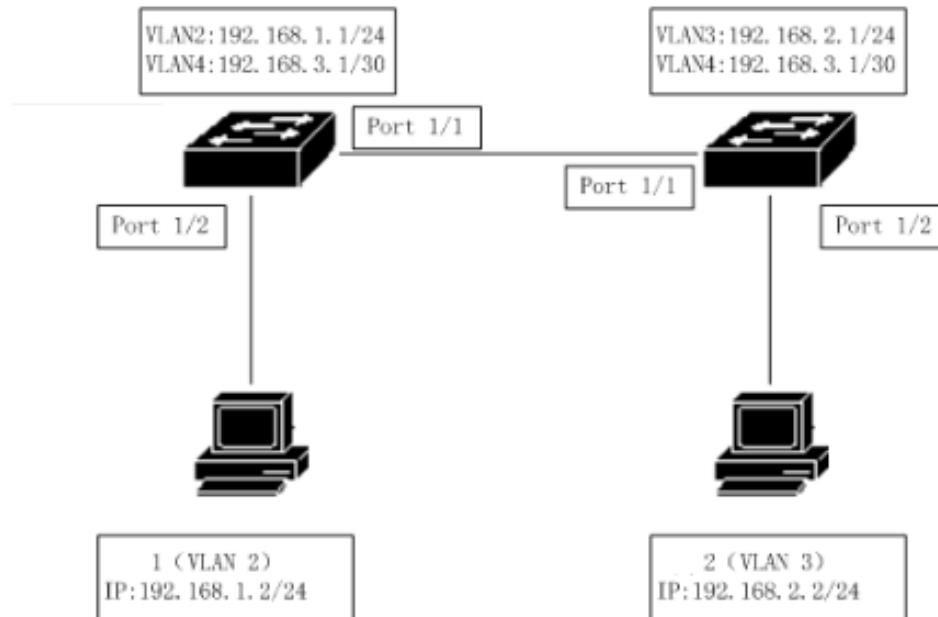 VLAN2:192.168.1.1/24
VLAN4:192.168.3.1/30
VLAN3:192.168.2.1/24
VLAN4:192.168.3.1/30
Port 1/1
Port 1/1
Port 1/2
Port 1/2
1（VLAN 2）
IP:192.168.1.2/24
2（VLAN 3）
IP:192.168.2.2/24